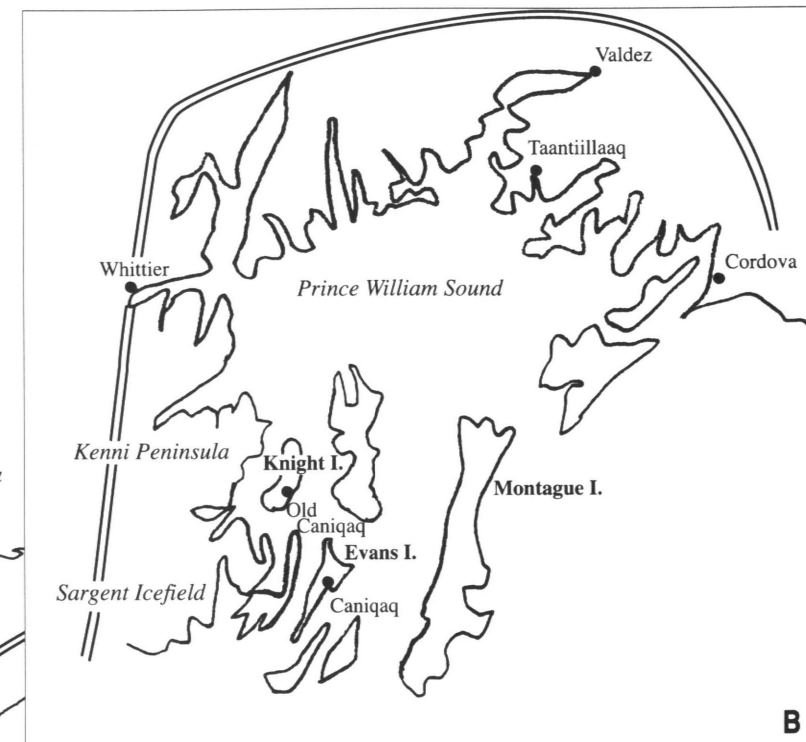 Valdez
Taantiillaaq
Whittier
Cordova
Prince William Sound
Kenni Peninsula
Knight I.
Montague I.
Old
Caniqaq
Evans I.
Sargent Icefield
Caniqaq
B